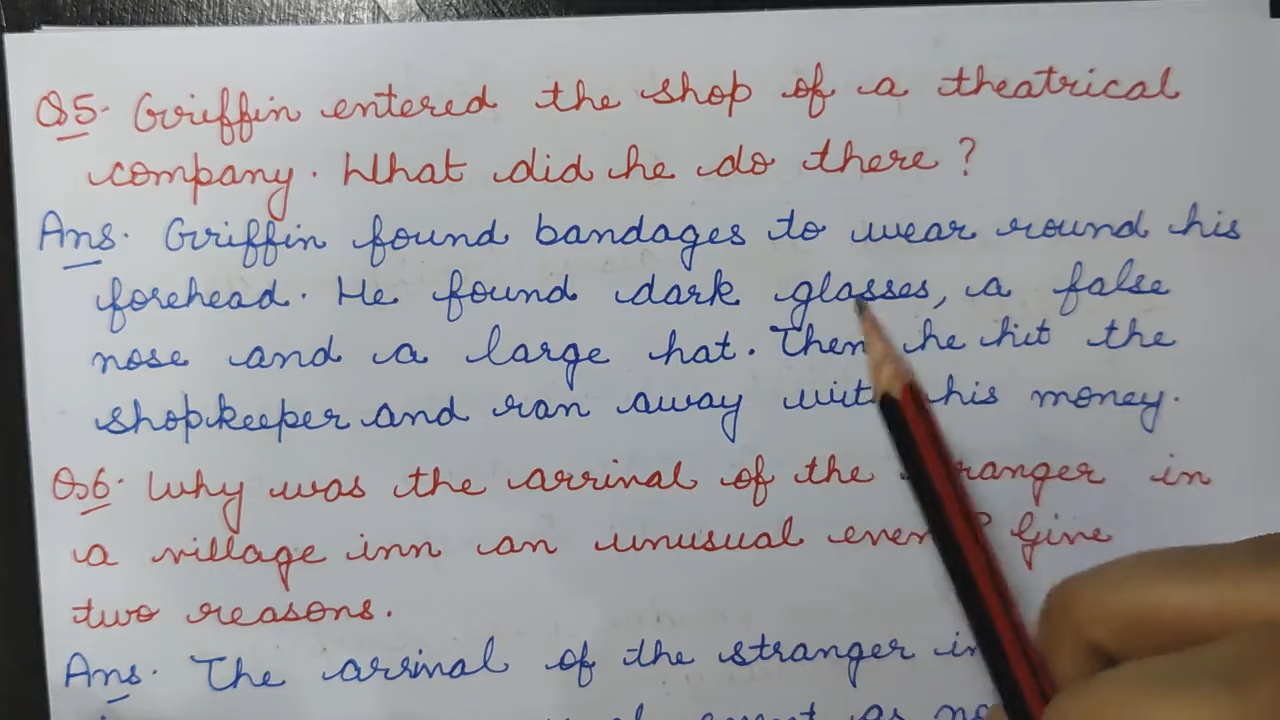 Q5. Griffin entered the shop of a theatrical
company. What did he do there?
Ans. Griffin found bandages to wear round his
forehead. He found dark glasses, a false
nose and a large hat. Then he hit the
shopkeeper and ran away with his money.
Q6. Why was the arrival of the stranger in
a village inn an unusual event? Give
two reasons.
Ans. The arrival of the stranger in
event as